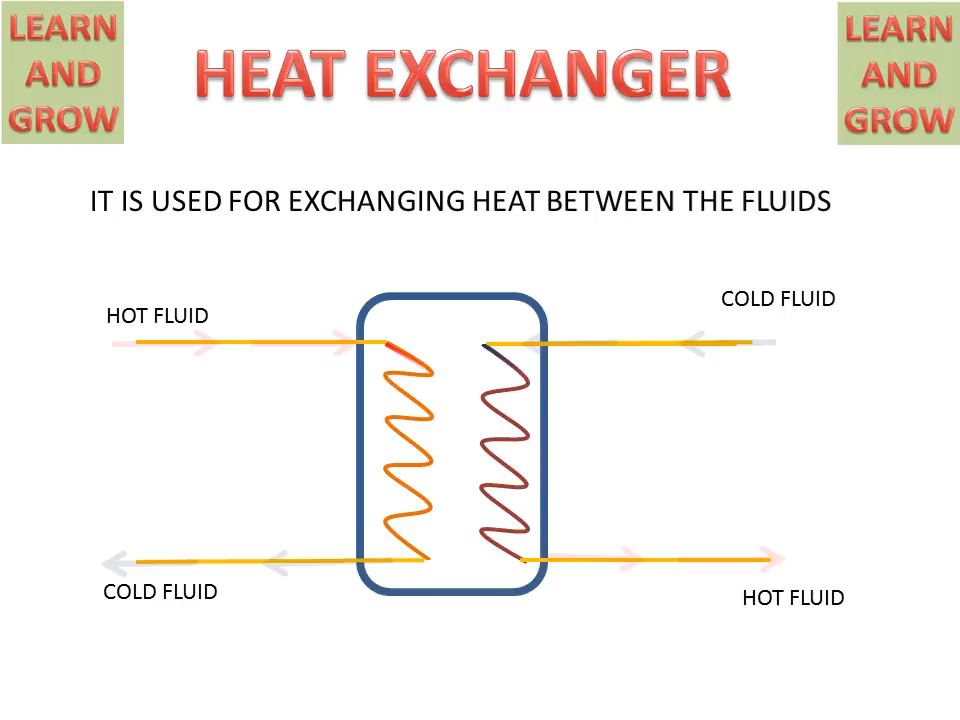 LEARN
AND
GROW
HEAT EXCHANGER
LEARN
AND
GROW
IT IS USED FOR EXCHANGING HEAT BETWEEN THE FLUIDS
HOT FLUID
COLD FLUID
COLD FLUID
HOT FLUID